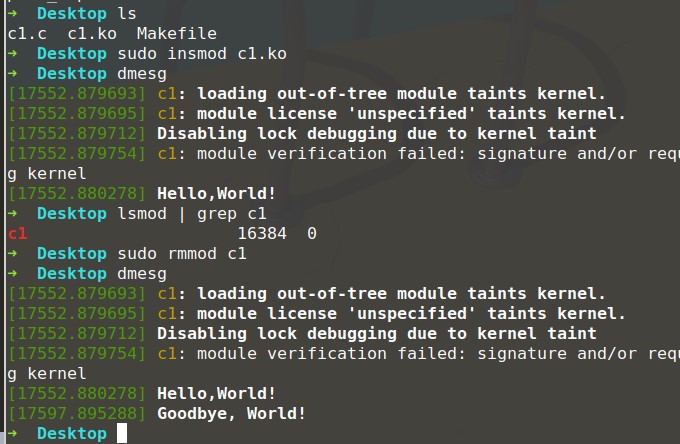 ➜  Desktop ls
c1.c  c1.ko  Makefile
➜  Desktop sudo insmod c1.ko
➜  Desktop dmesg
[17552.879693] c1: loading out-of-tree module taints kernel.
[17552.879695] c1: module license 'unspecified' taints kernel.
[17552.879712] Disabling lock debugging due to kernel taint
[17552.879754] c1: module verification failed: signature and/or requ
g kernel
[17552.880278] Hello,World!
➜  Desktop lsmod | grep c1
c1                     16384  0
➜  Desktop sudo rmmod c1
➜  Desktop dmesg
[17552.879693] c1: loading out-of-tree module taints kernel.
[17552.879695] c1: module license 'unspecified' taints kernel.
[17552.879712] Disabling lock debugging due to kernel taint
[17552.879754] c1: module verification failed: signature and/or requ
g kernel
[17552.880278] Hello,World!
[17597.895288] Goodbye, World!
➜  Desktop